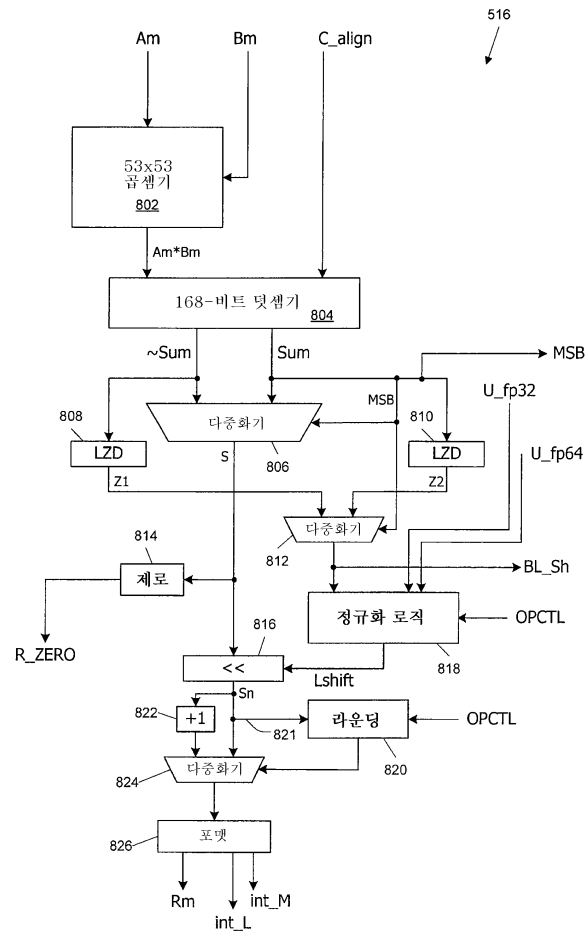 516
Am
Bm
C_align
53x53
곱셈기
802
Am*Bm
168-비트 덧셈기
804
~Sum
Sum
MSB
MSB
U_fp32
U_fp64
808
LZD
다중화기
806
810
LZD
S
Z1
Z2
다중화기
812
BL_Sh
814
제로
R_ZERO
816
<<
정규화 로직
818
OPCTL
Lshift
Sn
822
+1
821
라운딩
820
OPCTL
다중화기
824
포맷
826
Rm
int_L
int_M